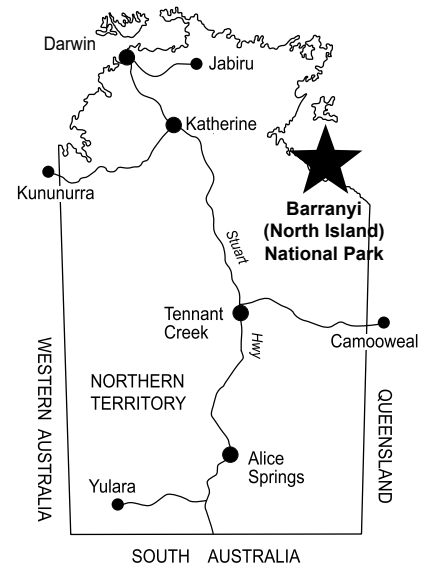 Darwin
Jabiru
Katherine
Kununurra
Barranyi
(North Island)
National Park
Stuart
Tennant
Creek
Hwy
Camooweal
WESTERN AUSTRALIA
NORTHERN
TERRITORY
QUEENSLAND
Alice
Springs
Yulara
SOUTH AUSTRALIA